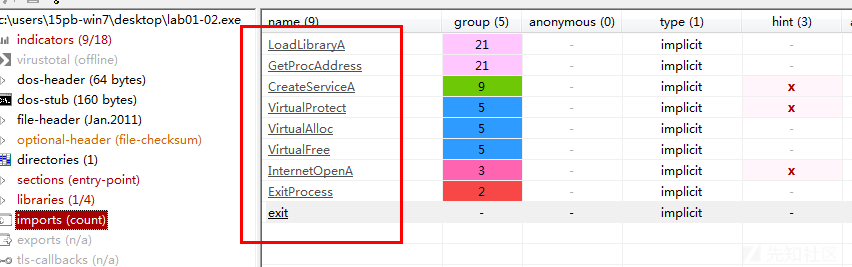 c:\users\15pb-win7\desktop\lab01-02.exe
indicators (9/18)
virustotal (offline)
dos-header (64 bytes)
dos-stub (160 bytes)
file-header (Jan.2011)
optional-header (file-checksum)
directories (1)
sections (entry-point)
libraries (1/4)
imports (count)
exports (n/a)
tls-callbacks (n/a)
name (9) group (5) anonymous (0) type (1) hint (3)
LoadLibraryA 21 - implicit -
GetProcAddress 21 - implicit -
CreateServiceA 9 - implicit x
VirtualProtect 5 - implicit x
VirtualAlloc 5 - implicit -
VirtualFree 5 - implicit -
InternetOpenA 3 - implicit x
ExitProcess 2 - implicit -
exit - - implicit -
先知社区